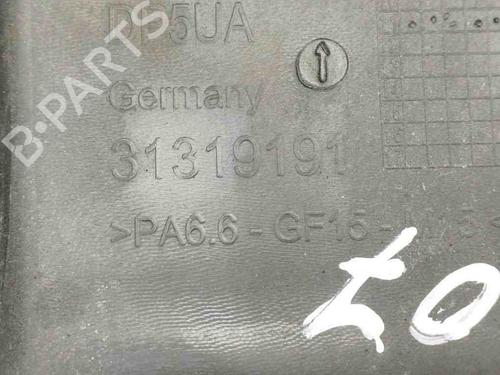 D 5UA
Germany
31319191
>PA6.6 - GF15 -
B-PARTS